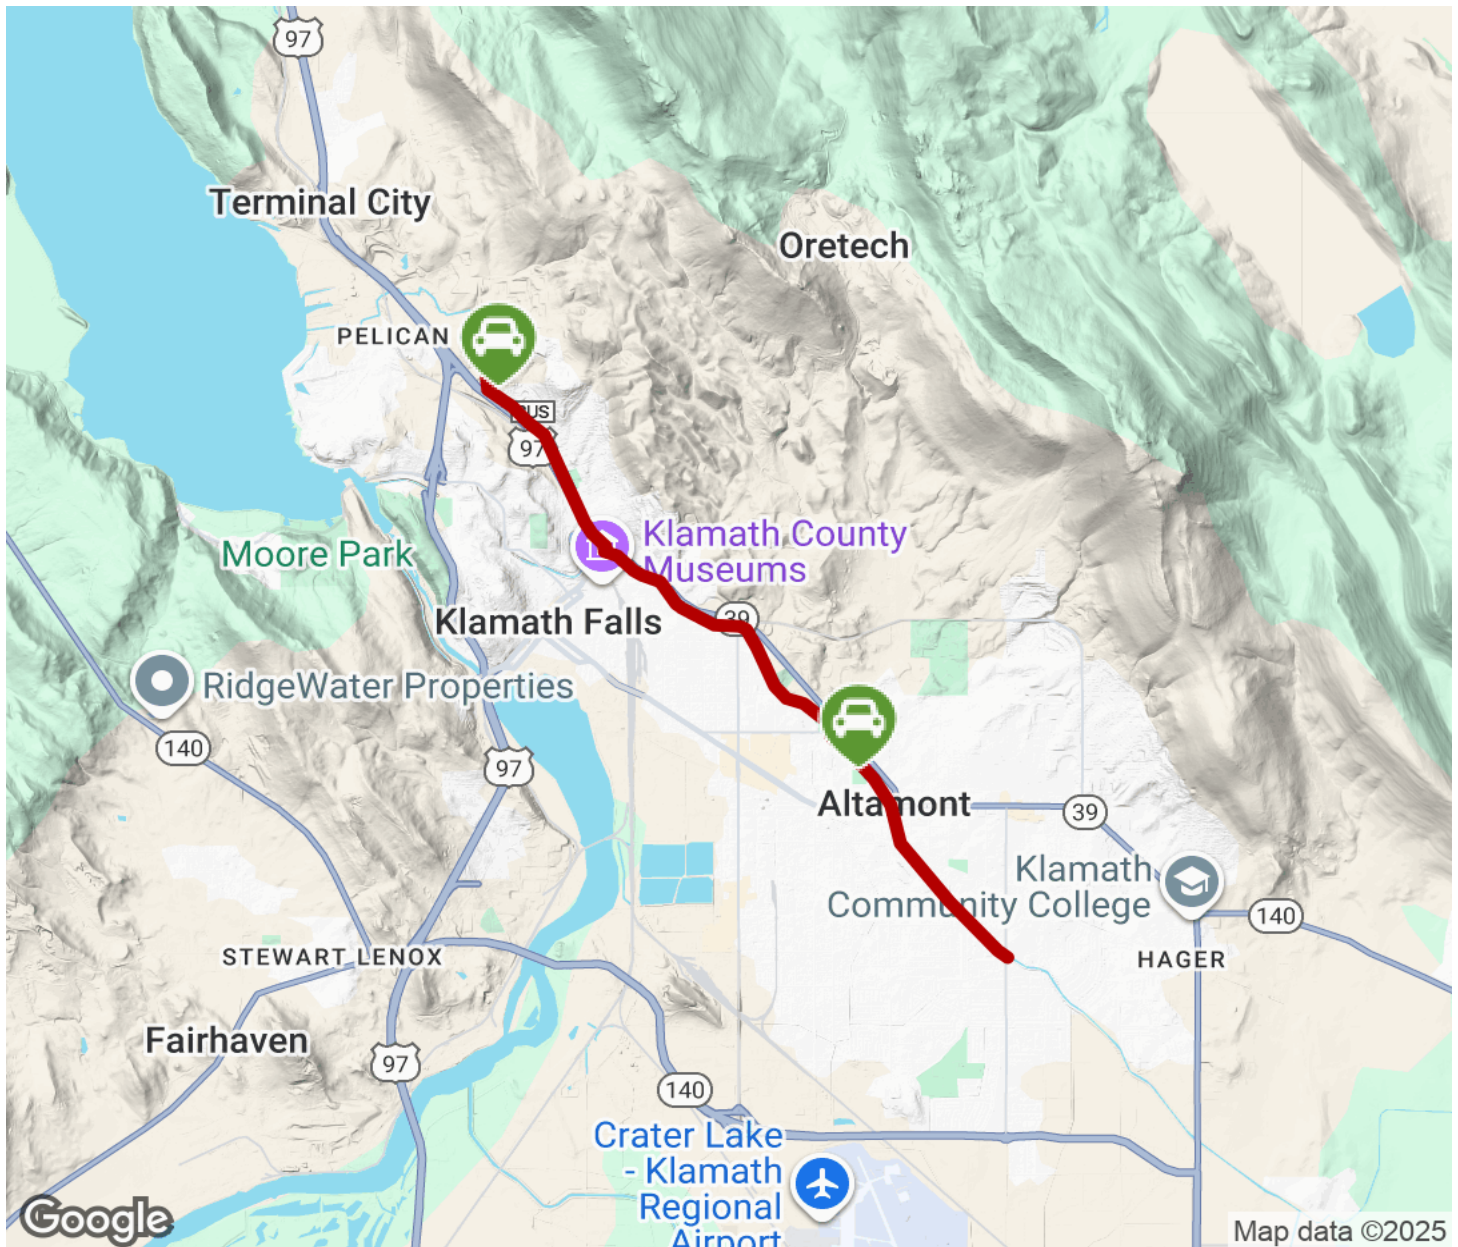 97
Terminal City
Oretech
PELICAN
97
Klamath County
Museums
Moore Park
39
Klamath Falls
RidgeWater Properties
140
97
Altamont
39
Klamath
Community College
140
STEWART LENOX
HAGER
Fairhaven
97
140
Crater Lake
- Klamath
Regional
Airport
Google
Map data ©2025